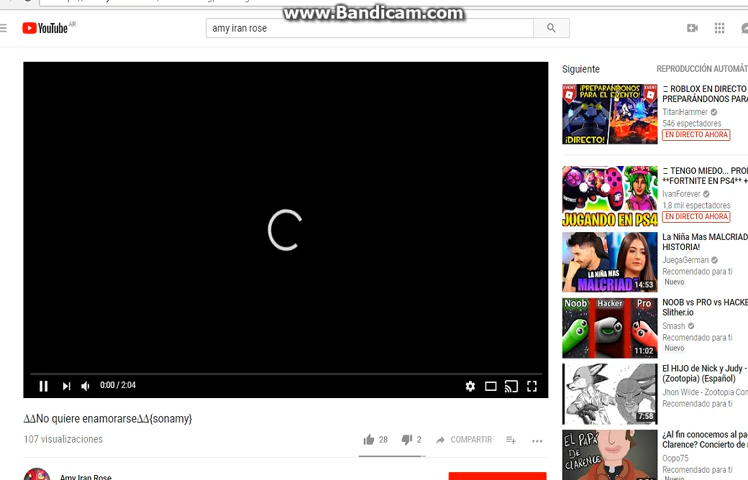 www.Bandicam.com
YouTube AR
amy iran rose
Siguiente
REPRODUCCIÓN AUTOMÁT
EVENT
¡PREPARÁNDONOS
PARA EL EVENTO!
¡DIRECTO!
ROBLOX EN DIRECTO
PREPARÁNDONOS PARA
TitanHammer
546 espectadores
EN DIRECTO AHORA
JUGANDO EN PS4
TENGO MIEDO... PRO
**FORTNITE EN PS4** +
IvanForever
1,8 mil espectadores
EN DIRECTO AHORA
LA NIÑA MAS
MALCRIADA
14:53
La Niña Mas MALCRIAD
HISTORIA!
JuegaGerman
Recomendado para ti
Nuevo
Noob Hacker Pro
11:02
NOOB vs PRO vs HACKE
Slither.io
Smash
Recomendado para ti
Nuevo
7:58
El HIJO de Nick y Judy -
(Zootopia) (Español)
Jhon Wilde - Zootopia Con
Recomendado para ti
EL PAPÁ
DE
CLARENCE
¿Al fin conocemos al pa
Clarence? Concierto de
Oopo75
Recomendado para ti
0:00 / 2:04
∆∆No quiere enamorarse∆∆{sonamy}
107 visualizaciones
28
2
COMPARTIR
Amy Iran Rose